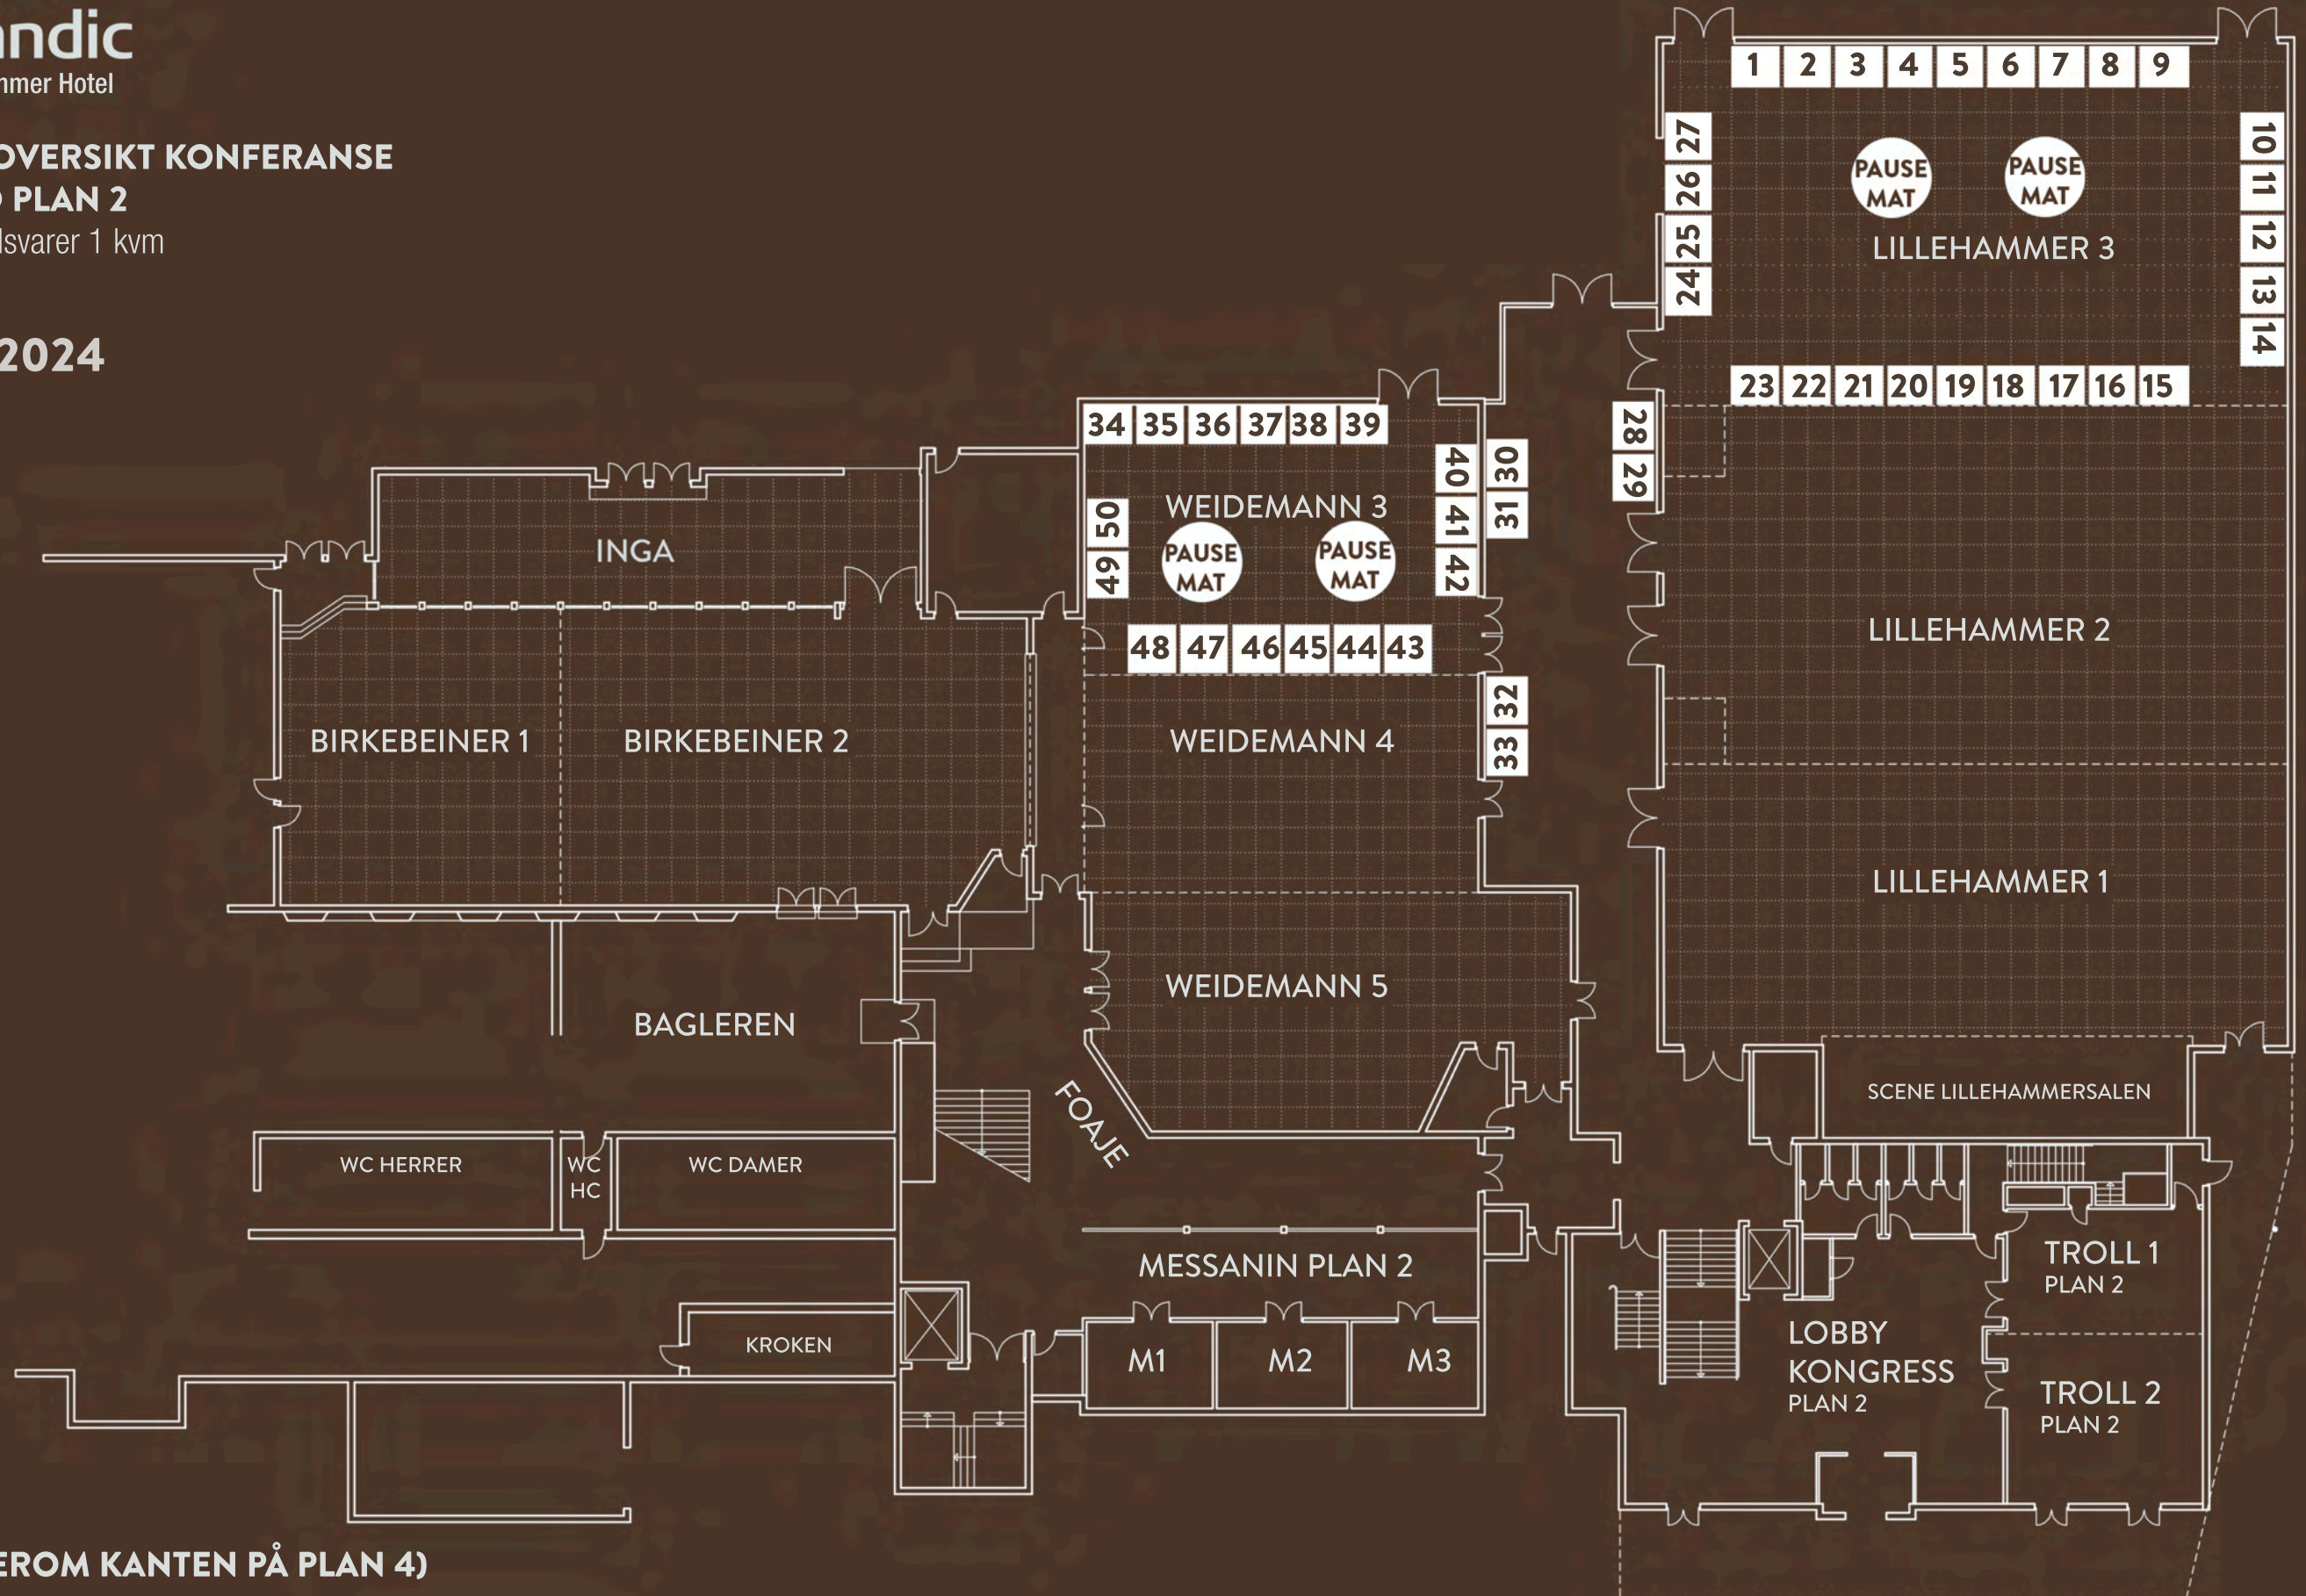 ndic
mmer Hotel
OVERSIKT KONFERANSE
PLAN 2
lsvarer 1 kvm
2024
1 2 3 4 5 6 7 8 9
27
26
25
24
10
11
12
13
14
PAUSE
MAT
PAUSE
MAT
LILLEHAMMER 3
23 22 21 20 19 18 17 16 15
28
29
34 35 36 37 38 39
40
41
42
30
31
WEIDEMANN 3
50
49
PAUSE
MAT
PAUSE
MAT
48 47 46 45 44 43
32
33
INGA
LILLEHAMMER 2
BIRKEBEINER 1
BIRKEBEINER 2
WEIDEMANN 4
LILLEHAMMER 1
WEIDEMANN 5
BAGLEREN
FOAJE
SCENE LILLEHAMMERSALEN
WC HERRER
WC
HC
WC DAMER
MESSANIN PLAN 2
TROLL 1
PLAN 2
KROKEN
M1
M2
M3
LOBBY
KONGRESS
PLAN 2
TROLL 2
PLAN 2
EROM KANTEN PÅ PLAN 4)